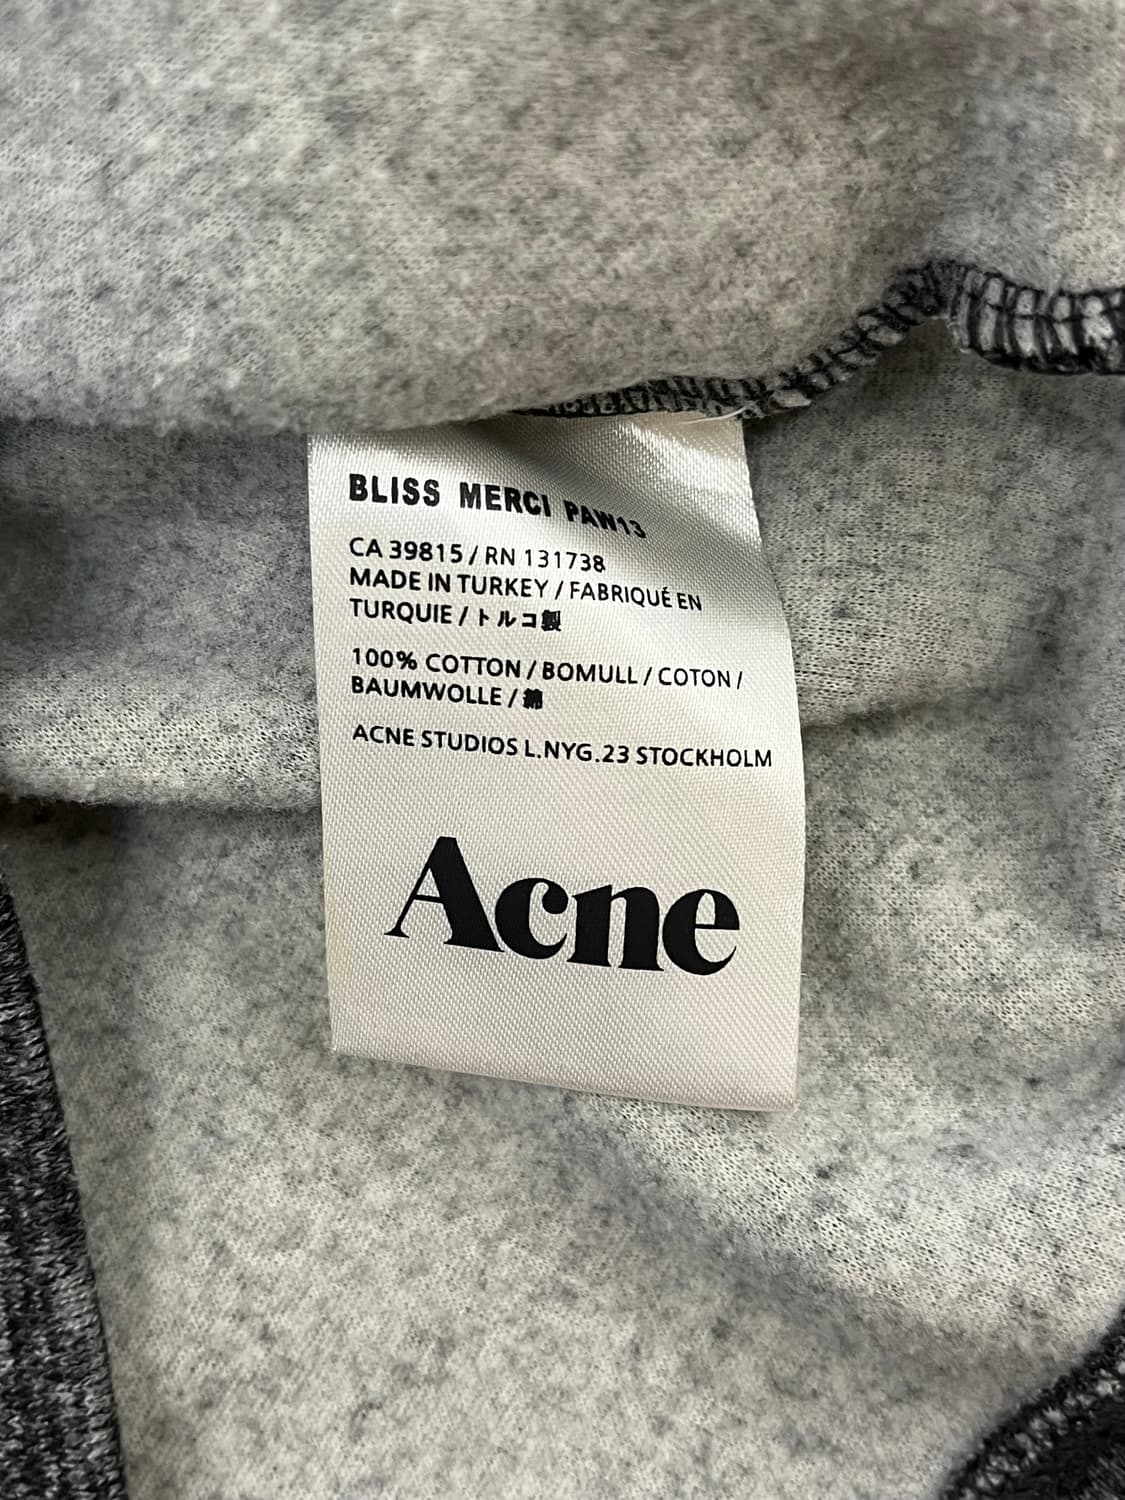 BLISS MERCI PAW13
CA 39815 / RN 131738
MADE IN TURKEY / FABRIQUÉ EN
TURQUIE / トルコ製
100% COTTON / BOMULL / COTON /
BAUMWOLLE / 綿
ACNE STUDIOS L.NYG.23 STOCKHOLM
Acne